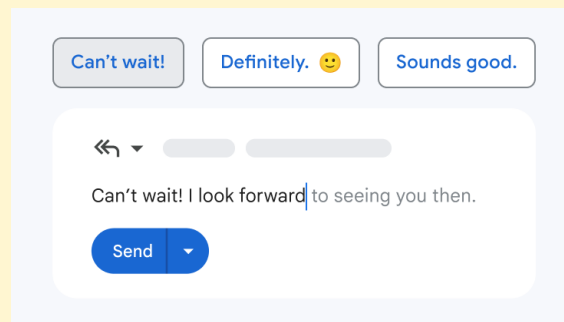 Can’t wait!
Definitely. 🙂
Sounds good.
Can’t wait! I look forward to seeing you then.
Send